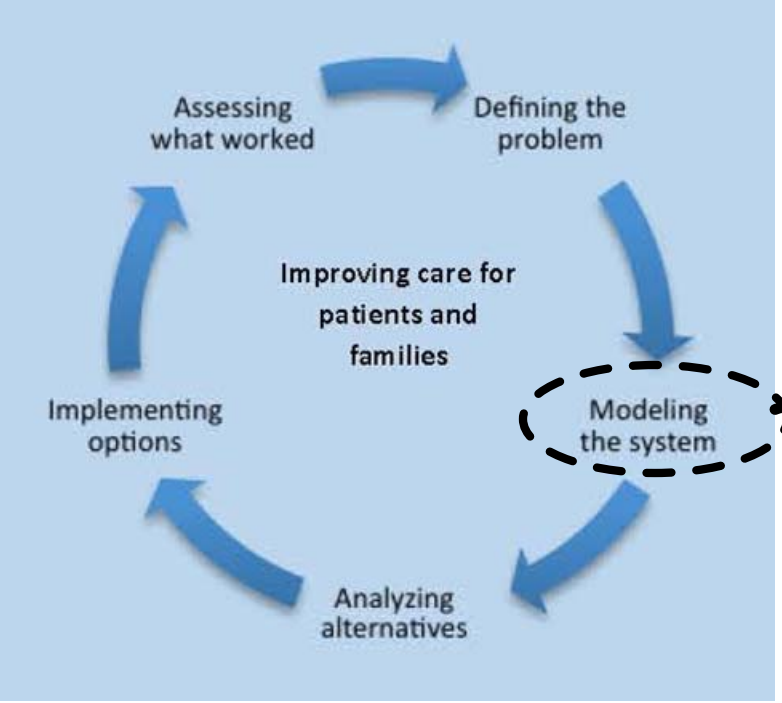 Assessing
what worked
Defining the
problem
Improving care for
patients and
families
Implementing
options
Modeling
the system
Analyzing
alternatives